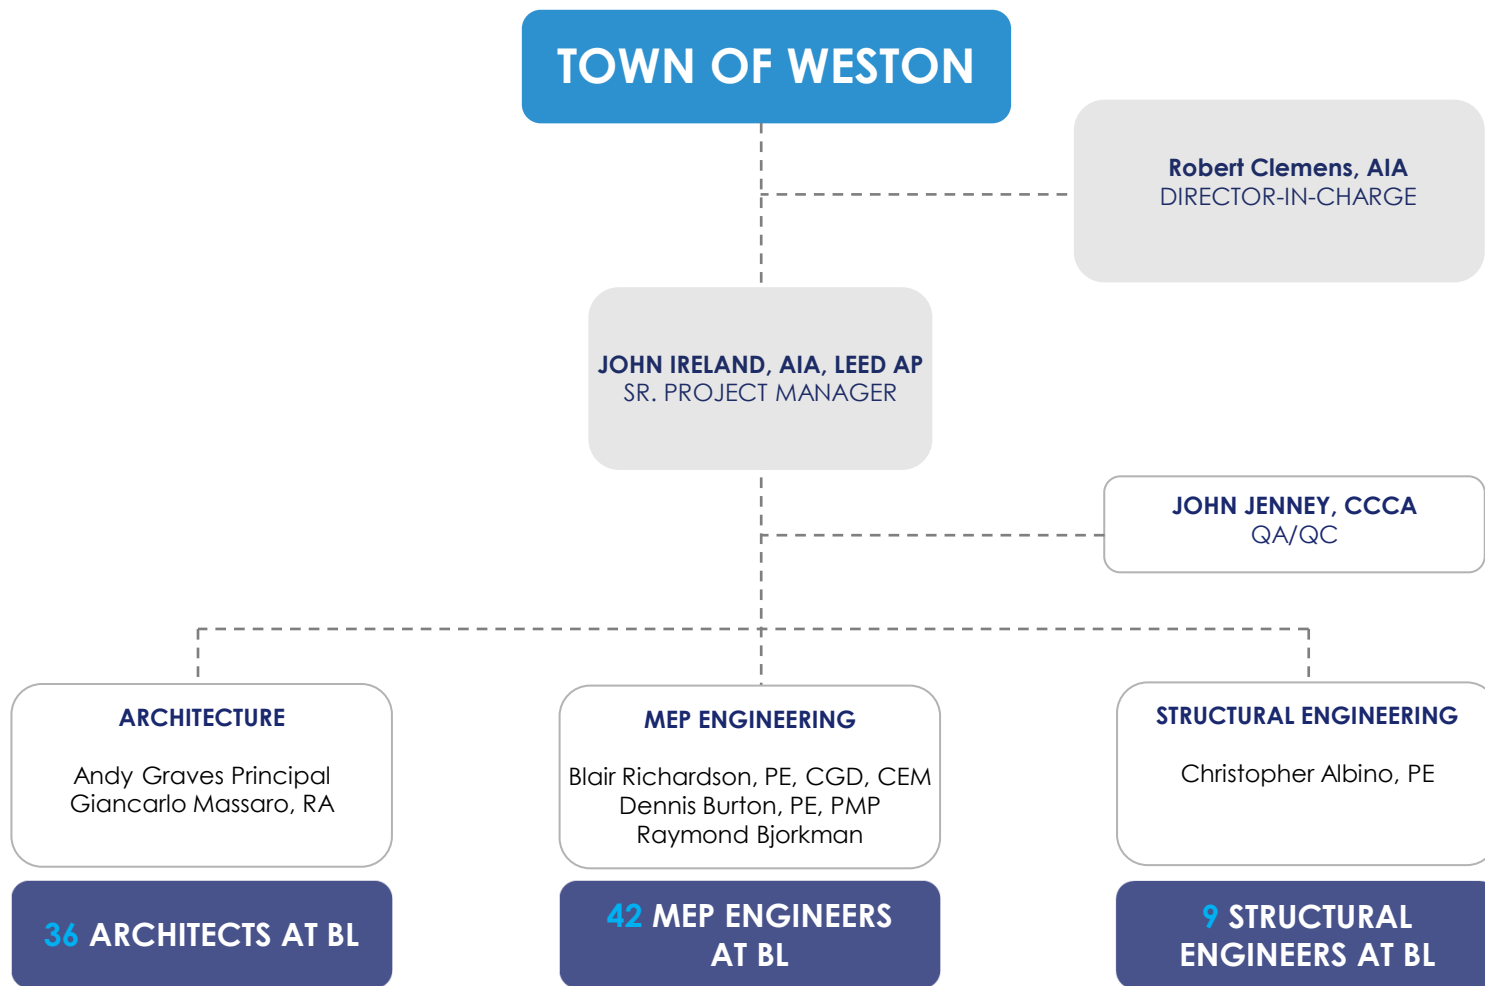 TOWN OF WESTON
Robert Clemens, AIA
DIRECTOR-IN-CHARGE
JOHN IRELAND, AIA, LEED AP
SR. PROJECT MANAGER
JOHN JENNEY, CCCA
QA/QC
ARCHITECTURE
Andy Graves Principal
Giancarlo Massaro, RA
MEP ENGINEERING
Blair Richardson, PE, CGD, CEM
Dennis Burton, PE, PMP
Raymond Bjorkman
STRUCTURAL ENGINEERING
Christopher Albino, PE
36 ARCHITECTS AT BL
42 MEP ENGINEERS
AT BL
9 STRUCTURAL
ENGINEERS AT BL